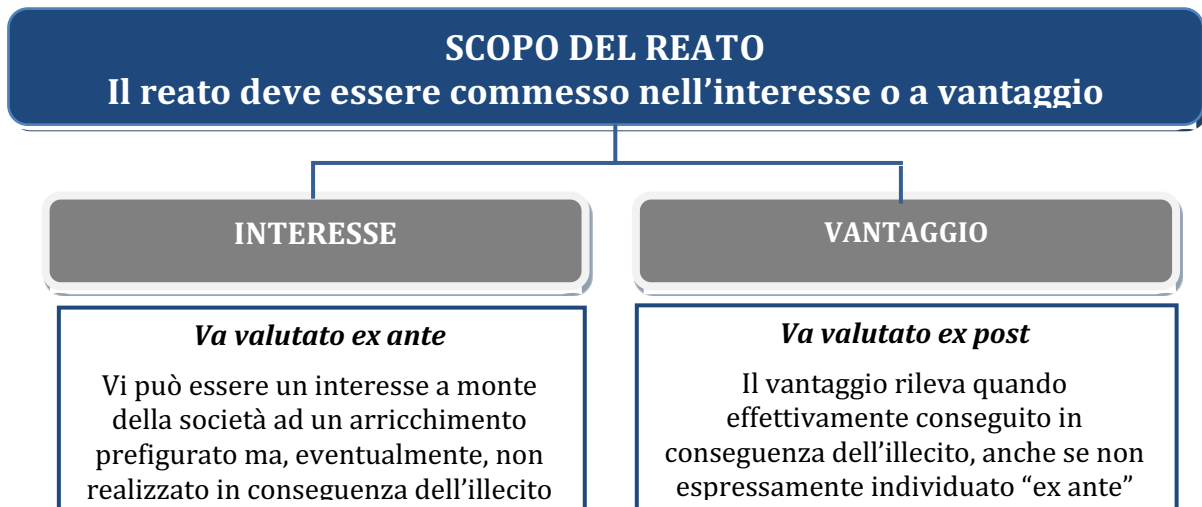 SCOPO DEL REATO
Il reato deve essere commesso nell’interesse o a vantaggio
INTERESSE
Va valutato ex ante
Vi può essere un interesse a monte
della società ad un arricchimento
prefigurato ma, eventualmente, non
realizzato in conseguenza dell’illecito
VANTAGGIO
Va valutato ex post
Il vantaggio rileva quando
effettivamente conseguito in
conseguenza dell’illecito, anche se non
espressamente individuato “ex ante”